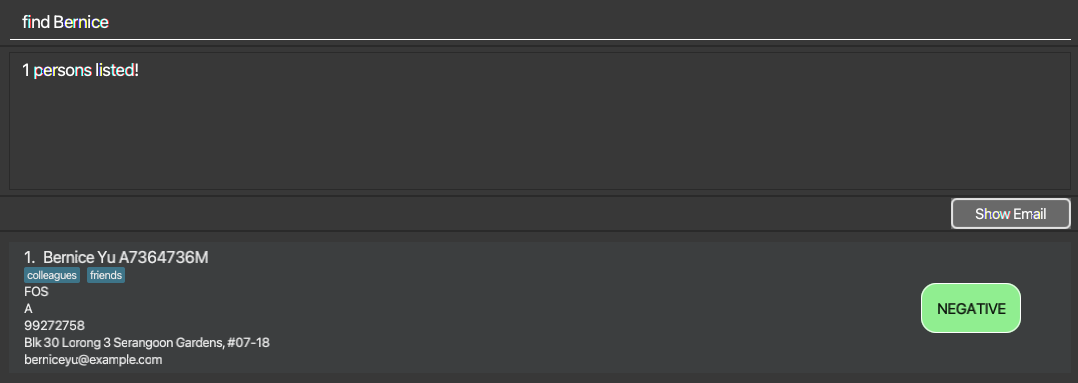 find Bernice
1 persons listed!
Show Email
1. Bernice Yu A7364736M
colleagues friends
FOS
A
99272758
Blk 30 Lorong 3 Serangoon Gardens, #07-18
berniceyu@example.com
NEGATIVE